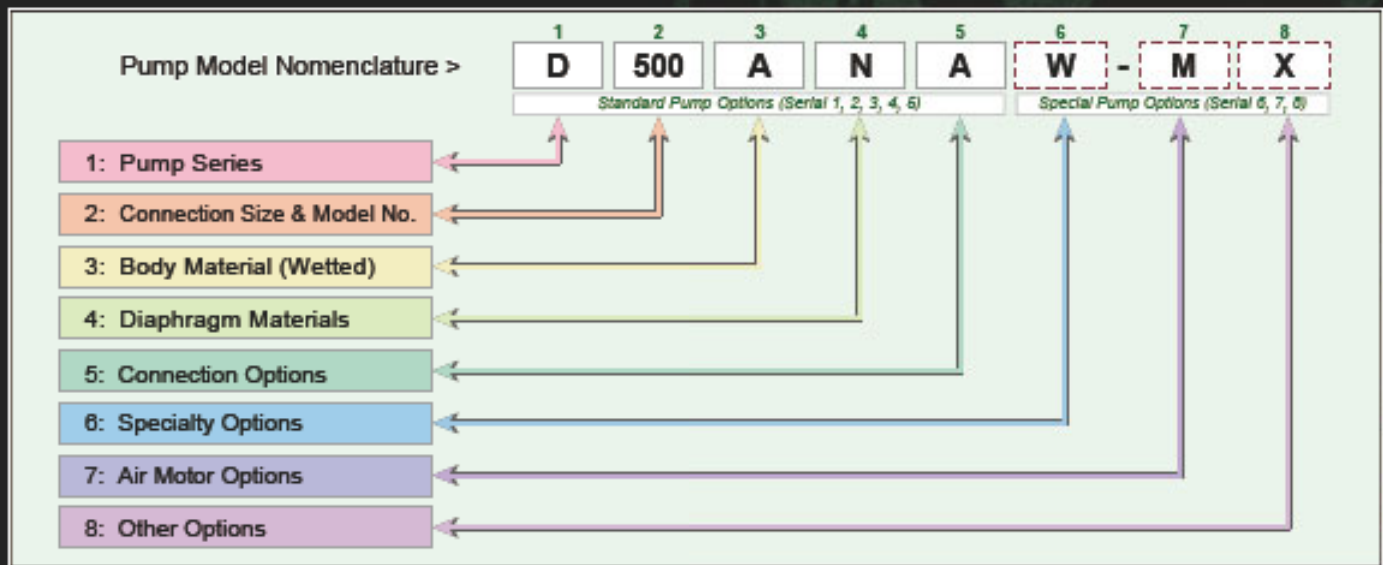 1 2 3 4 5 6 7 8
Pump Model Nomenclature > D 500 A N A W - M X
Standard Pump Options (Serial 1, 2, 3, 4, 5) Special Pump Options (Serial 6, 7, 8)
1: Pump Series
2: Connection Size & Model No.
3: Body Material (Wetted)
4: Diaphragm Materials
5: Connection Options
6: Specialty Options
7: Air Motor Options
8: Other Options